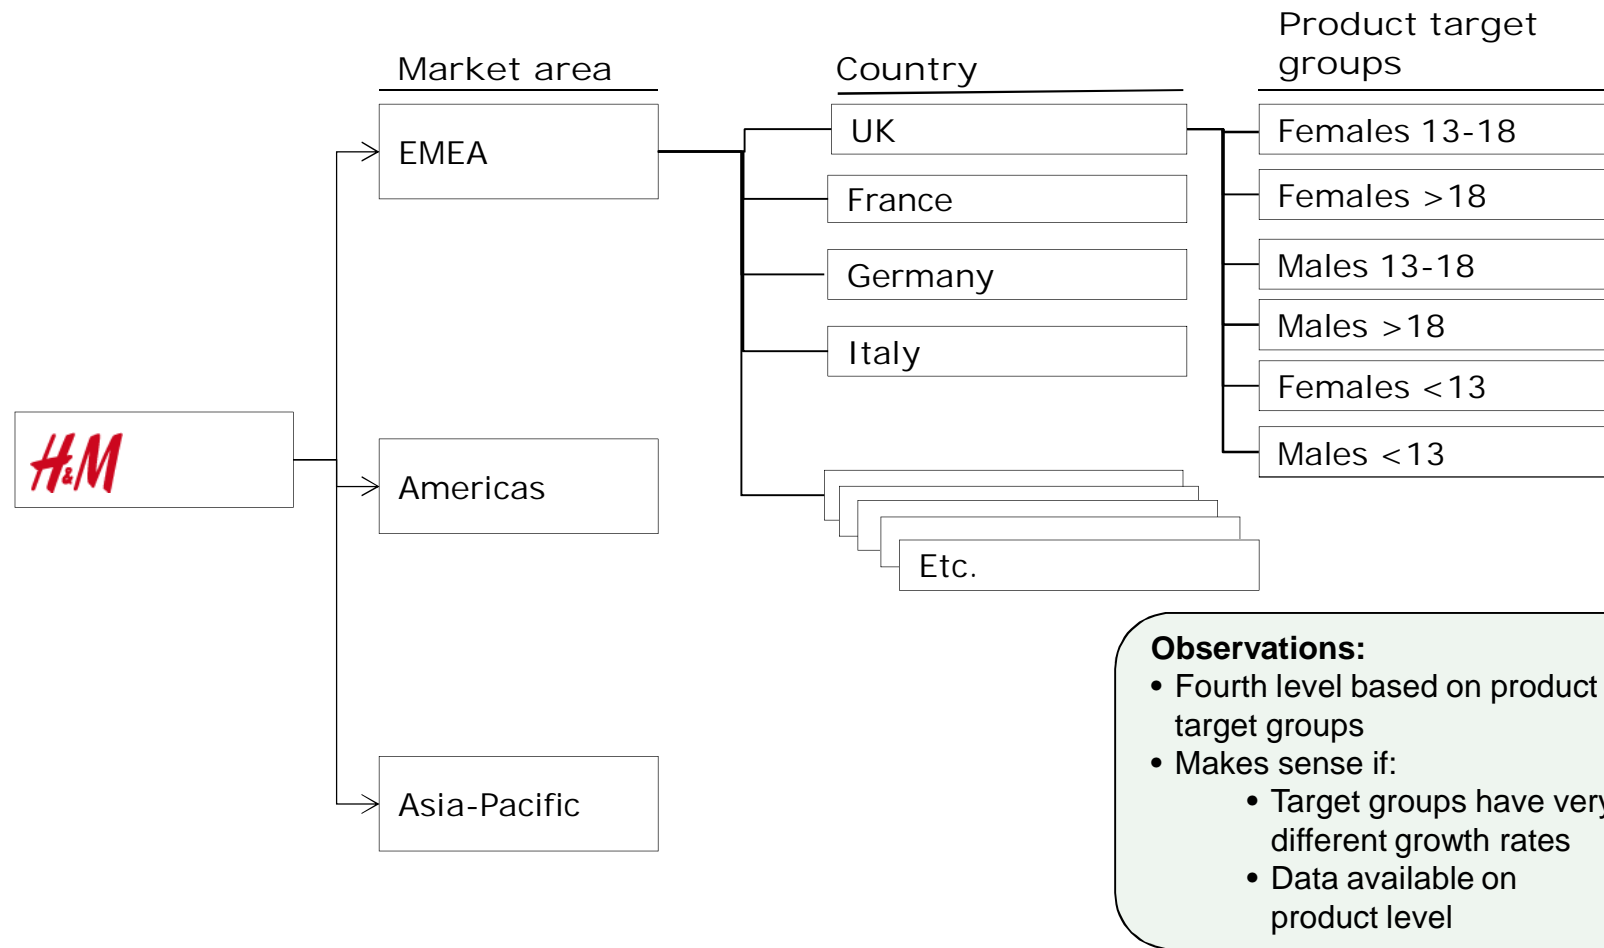 Product target
groups
Market area
Country
EMEA
UK
France
Germany
Italy
Etc.
Females 13-18
Females >18
Males 13-18
Males >18
Females <13
Males <13
H&M
Americas
Asia-Pacific
Observations:
• Fourth level based on product
target groups
• Makes sense if:
• Target groups have very
different growth rates
• Data available on
product level